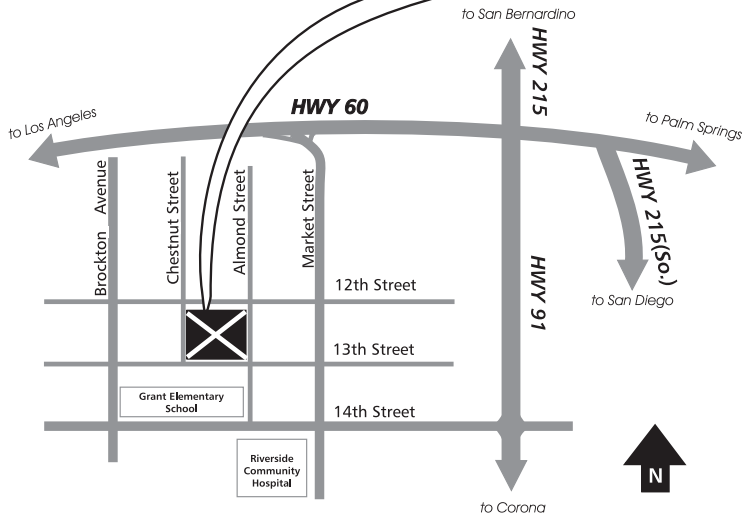 to San Bernardino
HWY 215
HWY 60
to Los Angeles
to Palm Springs
Brockton Avenue
Chestnut Street
Almond Street
Market Street
HWY 215(So.)
12th Street
HWY 91
to San Diego
13th Street
Grant Elementary
School
14th Street
Riverside
Community
Hospital
N
to Corona